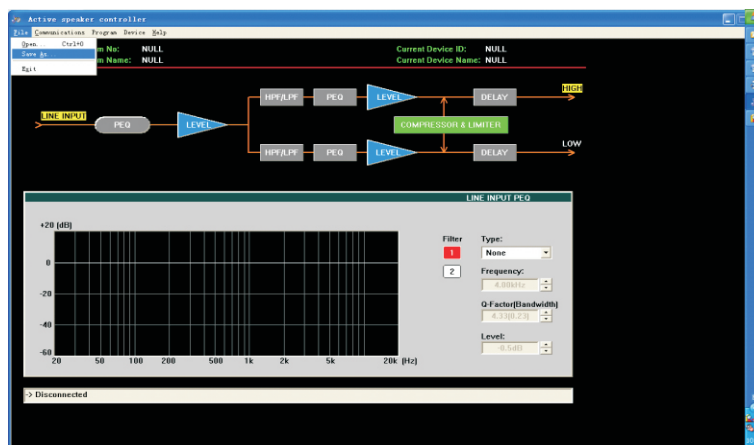 Active speaker controller
File Communications Program Device Help
Open... Ctrl+O
Save As
Exit
m No: NULL
m Name: NULL
Current Device ID: NULL
Current Device Name: NULL
HIGH
HPF/LPF PEQ LEVEL DELAY
LINE INPUT
PEQ LEVEL
COMPRESSOR & LIMITER
LOW
HPF/LPF PEQ LEVEL DELAY
LINE INPUT PEQ
+20 (dB)
0
-20
-40
-60
20 50 100 200 500 1k 2k 5k 20k (Hz)
Filter
1
2
Type:
None
Frequency:
4.00kHz
Q-Factor(Bandwidth)
4.33(0.23)
Level:
-0.5dB
-> Disconnected